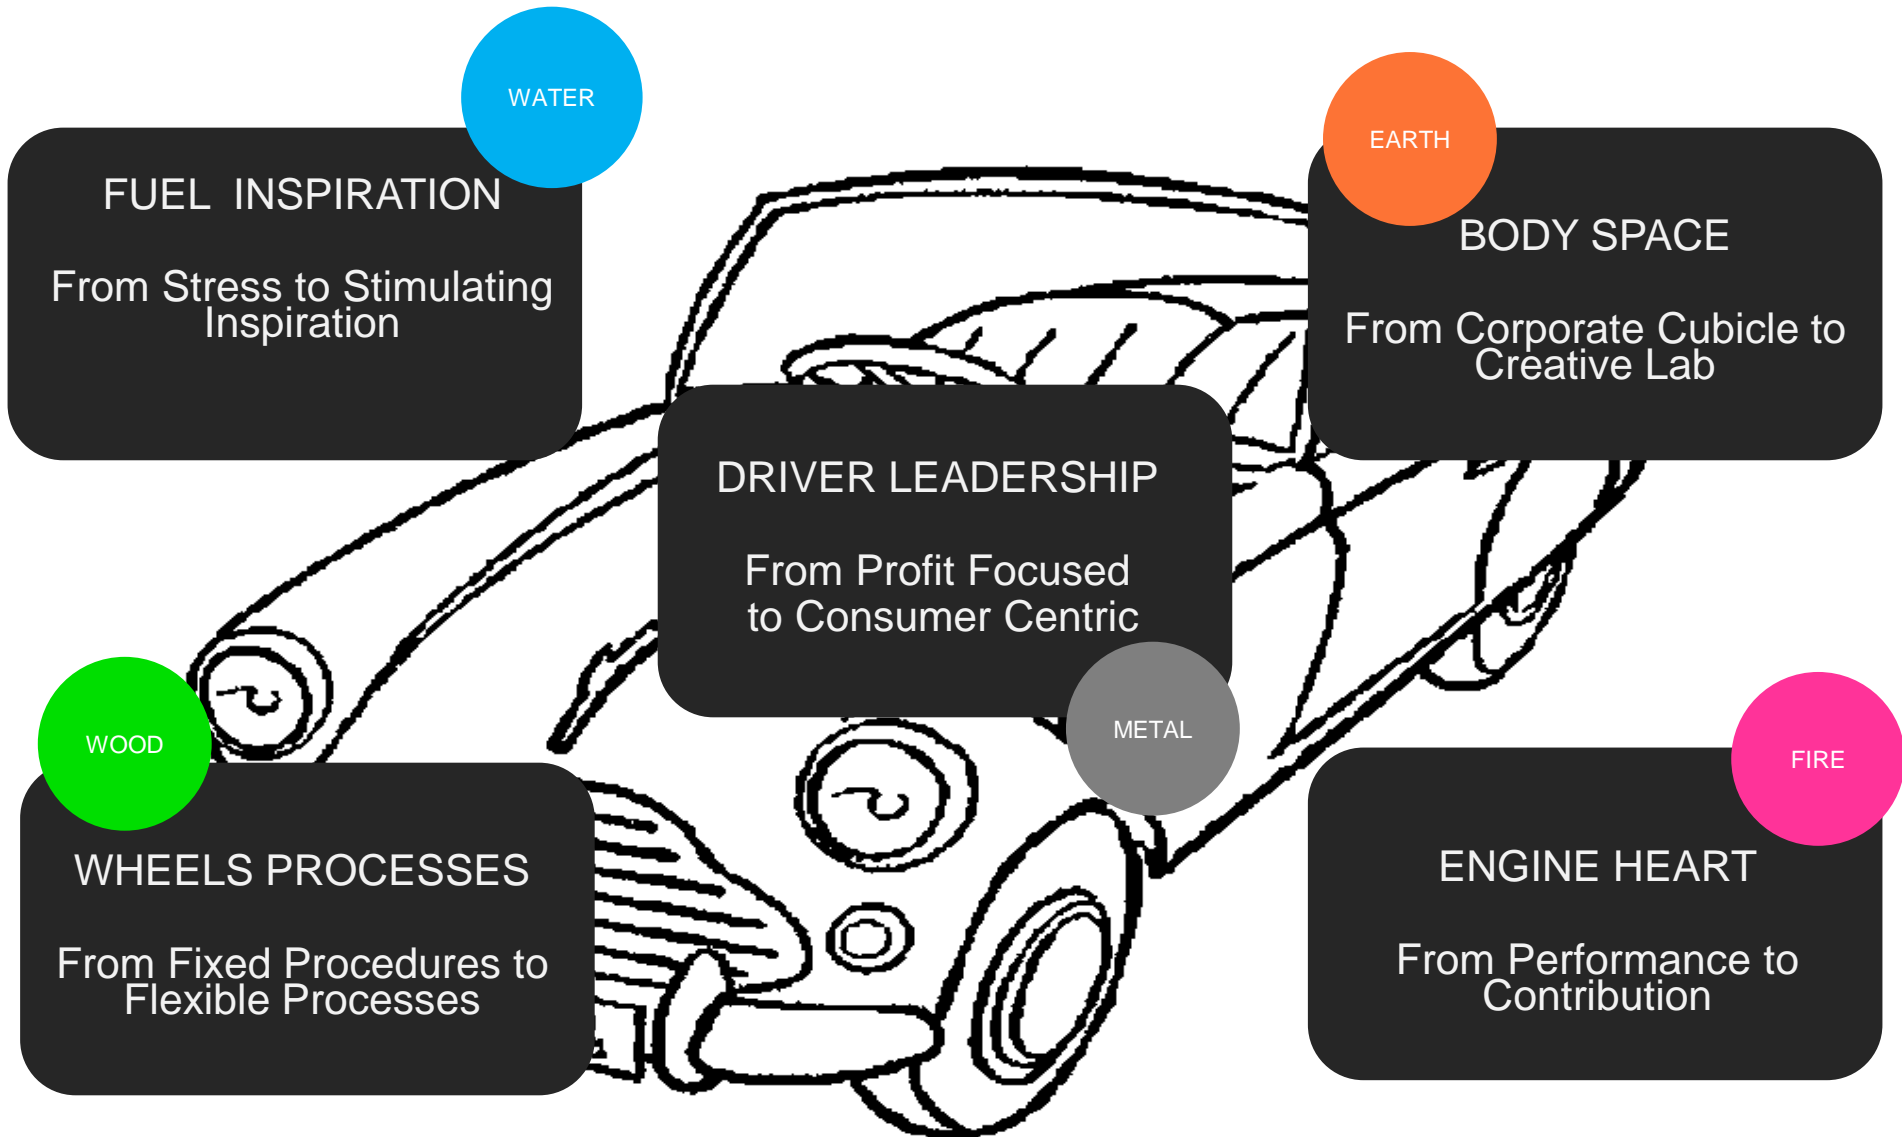 WATER
FUEL  INSPIRATION
From Stress to Stimulating
Inspiration
EARTH
BODY SPACE
From Corporate Cubicle to
Creative Lab
DRIVER LEADERSHIP
From Profit Focused
to Consumer Centric
METAL
WOOD
WHEELS PROCESSES
From Fixed Procedures to
Flexible Processes
FIRE
ENGINE HEART
From Performance to
Contribution